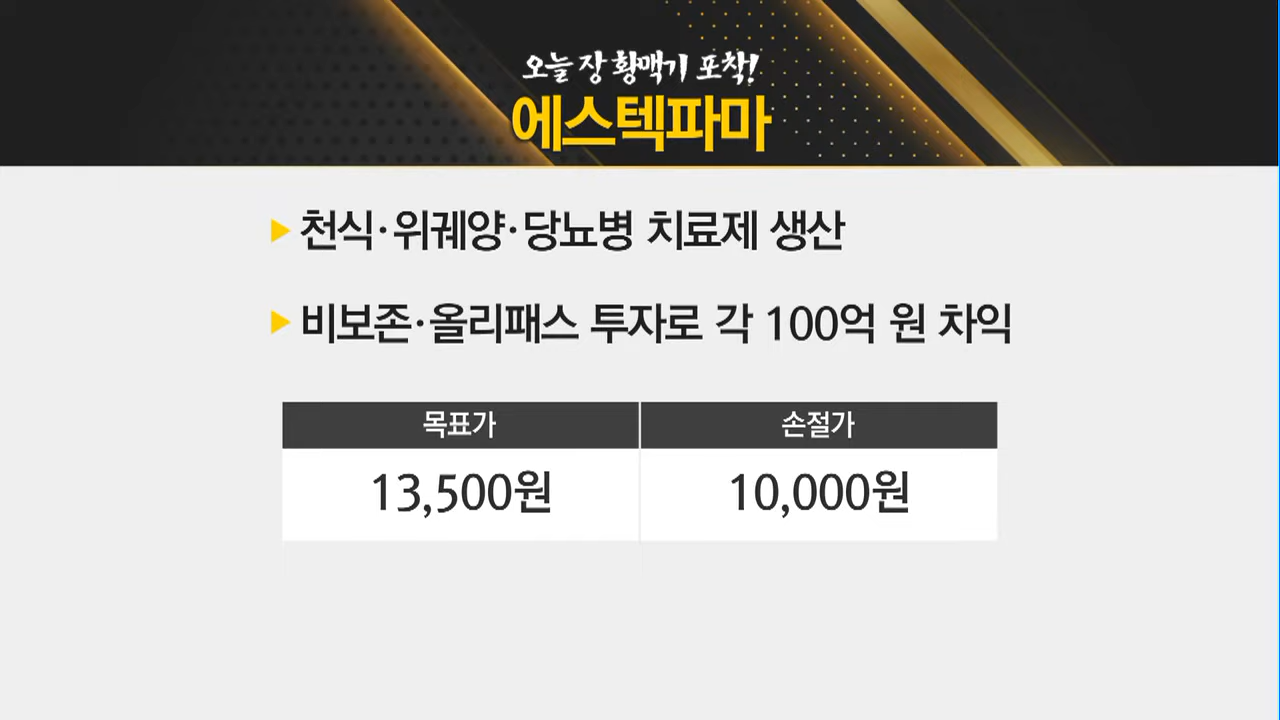 오늘 장 황맥기 포착!
에스텍파마
▶ 천식·위궤양·당뇨병 치료제 생산
▶ 비보존·올리패스 투자로 각 100억 원 차익
목표가 손절가
13,500원 10,000원